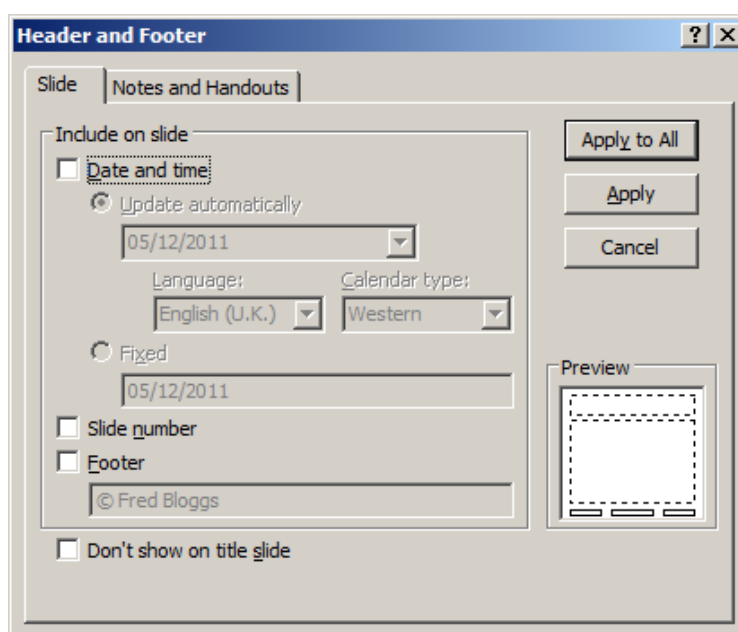 Header and Footer
Slide
Notes and Handouts
Include on slide
Date and time
Update automatically
05/12/2011
Language:
Calendar type:
English (U.K.)
Western
Fixed
05/12/2011
Slide number
Footer
© Fred Bloggs
Don't show on title slide
Apply to All
Apply
Cancel
Preview